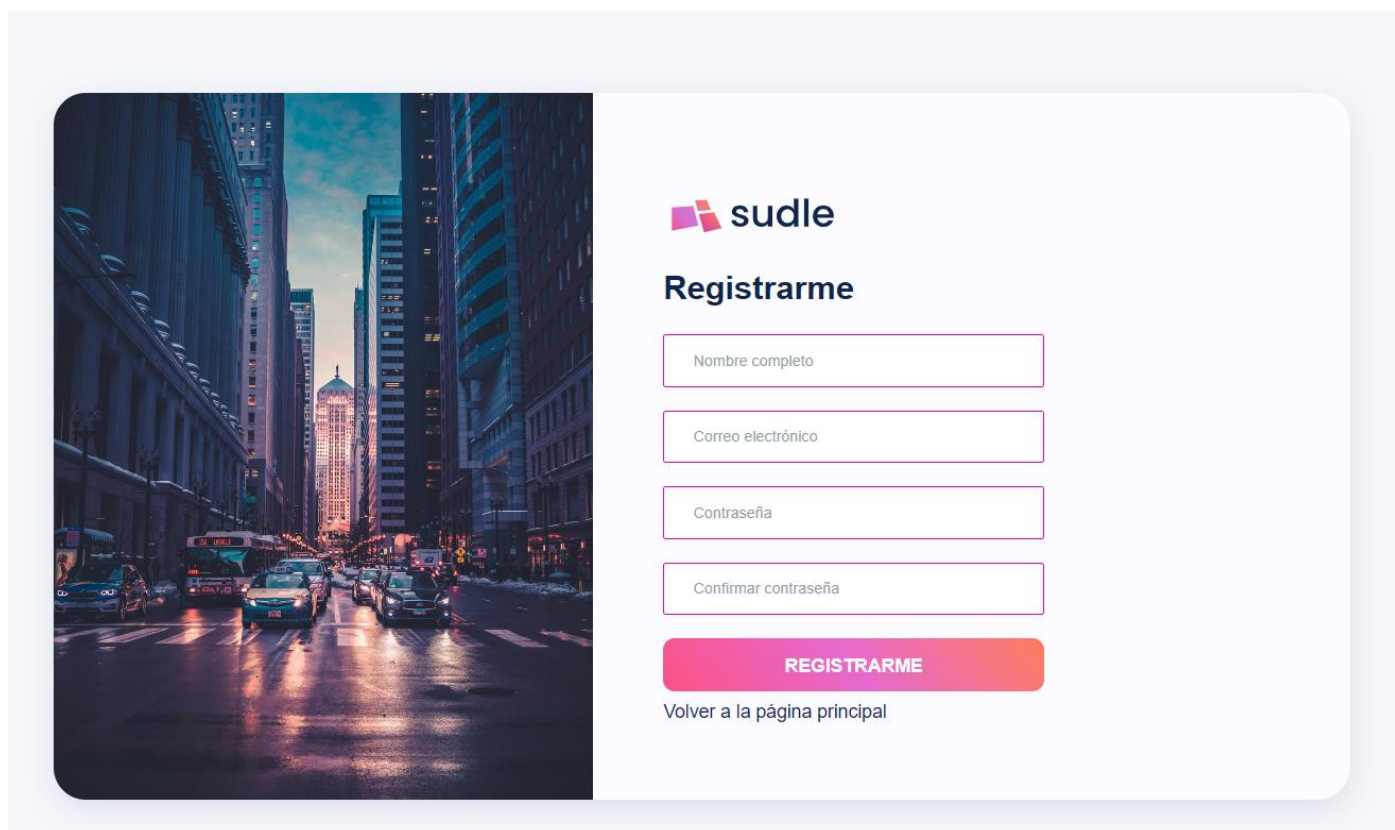 sudle
Registrarme
Nombre completo
Correo electrónico
Contraseña
Confirmar contraseña
REGISTRARME
Volver a la página principal